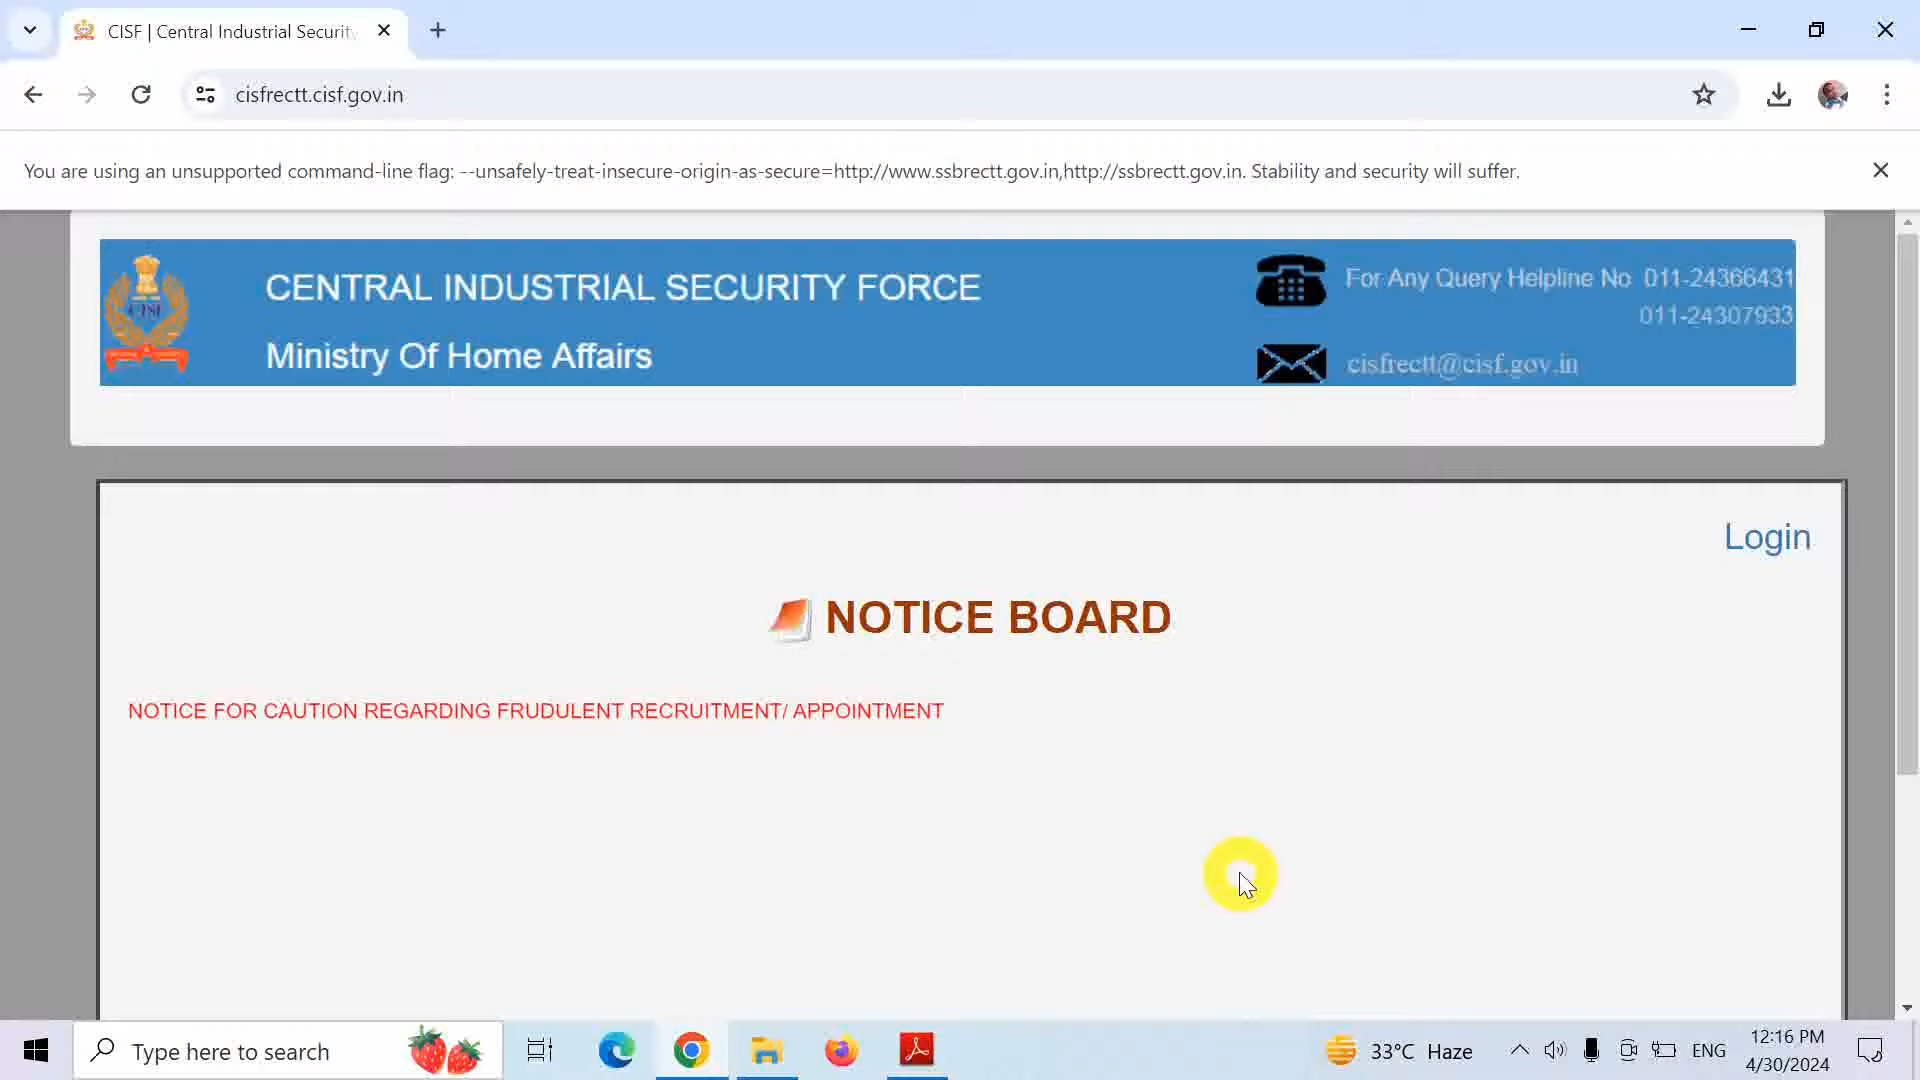 CISF | Central Industrial Securit
cisfrectt.cisf.gov.in
You are using an unsupported command-line flag: --unsafely-treat-insecure-origin-as-secure=http://www.ssbrectt.gov.in,http://ssbrectt.gov.in. Stability and security will suffer.
CISF
CENTRAL INDUSTRIAL SECURITY FORCE
For Any Query Helpline No 011-24366431
011-24307933
Ministry Of Home Affairs
cisfrectt@cisf.gov.in
Login
NOTICE BOARD
NOTICE FOR CAUTION REGARDING FRUDULENT RECRUITMENT/ APPOINTMENT
Type here to search
33°C Haze
ENG
12:16 PM
4/30/2024